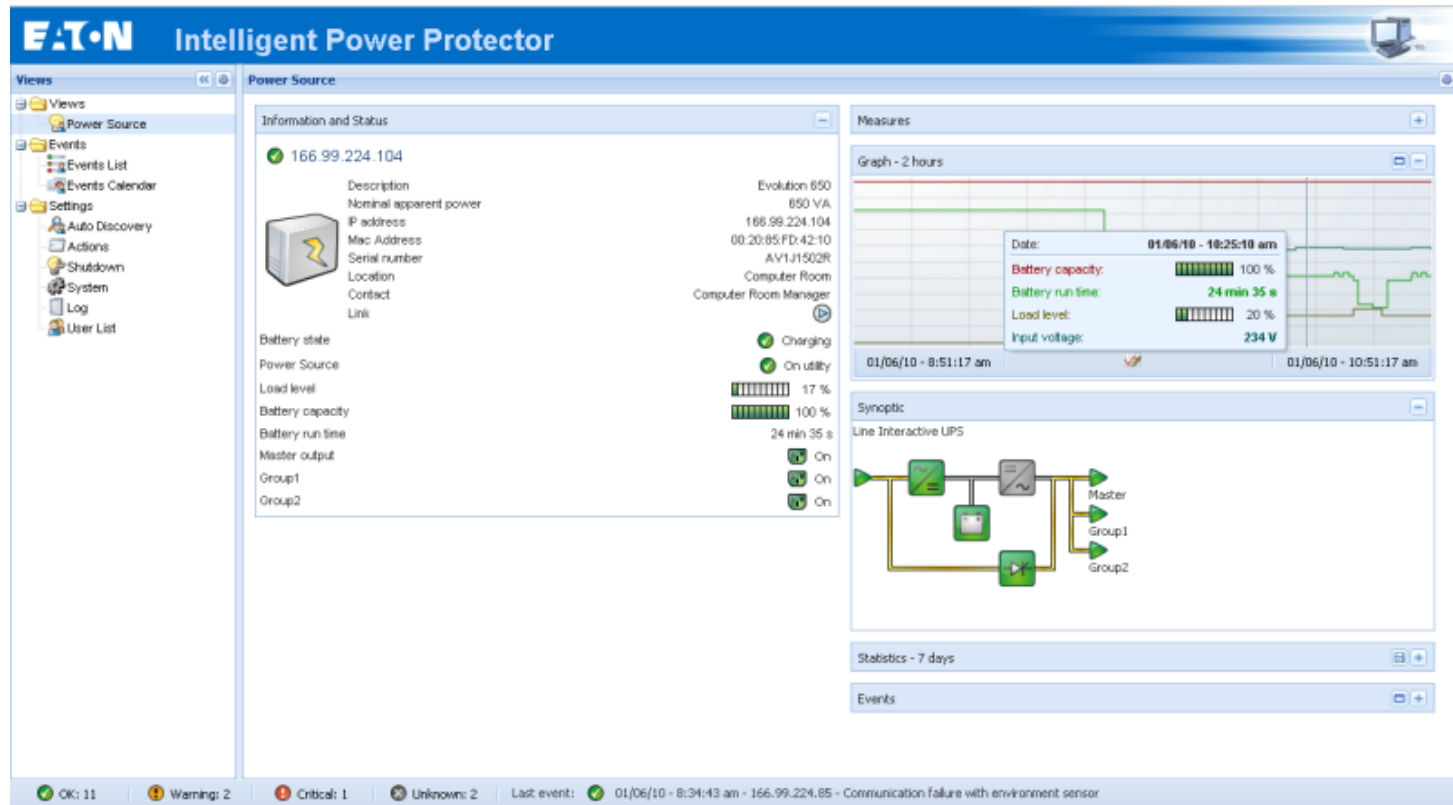 EATON Intelligent Power Protector
Views
Power Source
Views
Power Source
Events
Events List
Events Calendar
Settings
Auto Discovery
Actions
Shutdown
System
Log
User List
Information and Status
166.99.224.104
Description Evolution 650
Nominal apparent power 650 VA
IP address 166.99.224.104
Mac Address 00:20:85:FD:42:10
Serial number AV1J1502R
Location Computer Room
Contact Computer Room Manager
Link
Battery state Charging
Power Source On utility
Load level 17 %
Battery capacity 100 %
Battery run time 24 min 35 s
Master output On
Group1 On
Group2 On
Measures
Graph - 2 hours
Date: 01/06/10 - 10:25:10 am
Battery capacity: 100 %
Battery run time: 24 min 35 s
Load level: 20 %
Input voltage: 234 V
01/06/10 - 8:51:17 am 01/06/10 - 10:51:17 am
Synoptic
Line Interactive UPS
Master
Group1
Group2
Statistics - 7 days
Events
OK: 11 Warning: 2 Critical: 1 Unknown: 2 Last event: 01/06/10 - 8:34:43 am - 166.99.224.85 - Communication failure with environment sensor